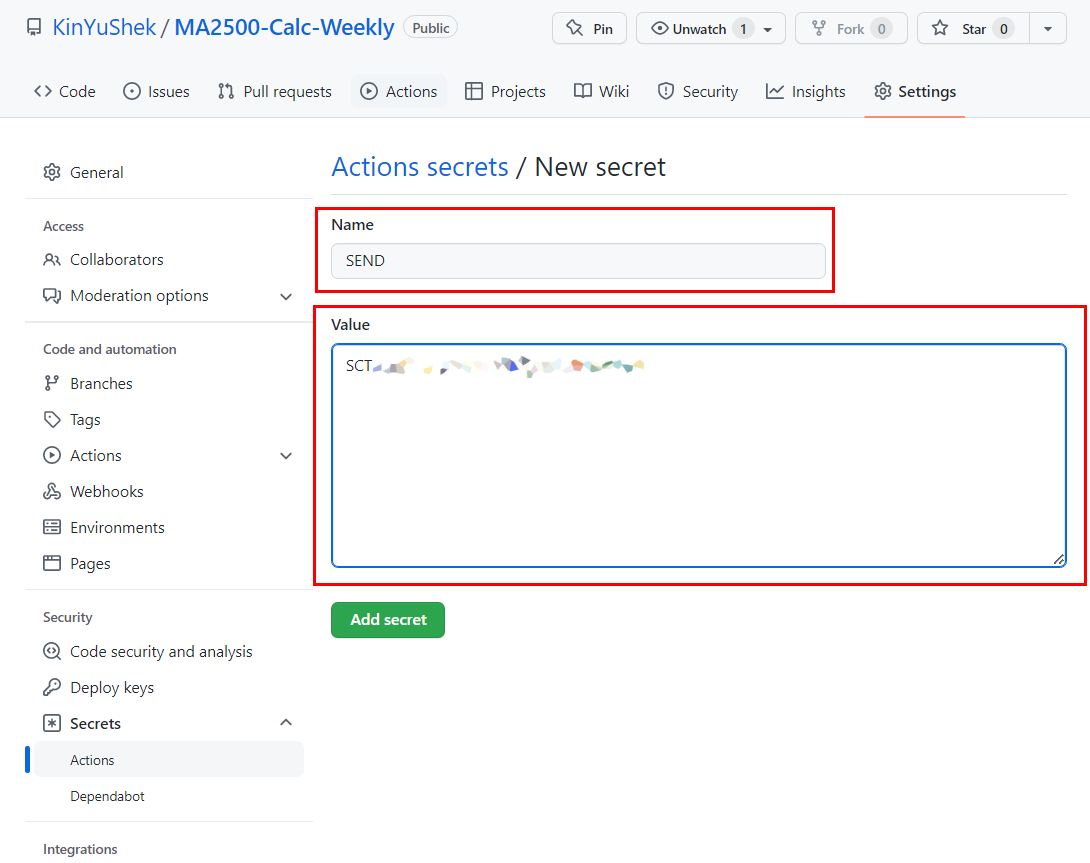 KinYuShek / MA2500-Calc-Weekly Public
Pin
Unwatch 1
Fork 0
Star 0
Code
Issues
Pull requests
Actions
Projects
Wiki
Security
Insights
Settings
General
Access
Collaborators
Moderation options
Code and automation
Branches
Tags
Actions
Webhooks
Environments
Pages
Security
Code security and analysis
Deploy keys
Secrets
Actions
Dependabot
Integrations
Actions secrets / New secret
Name
SEND
Value
SCT
Add secret